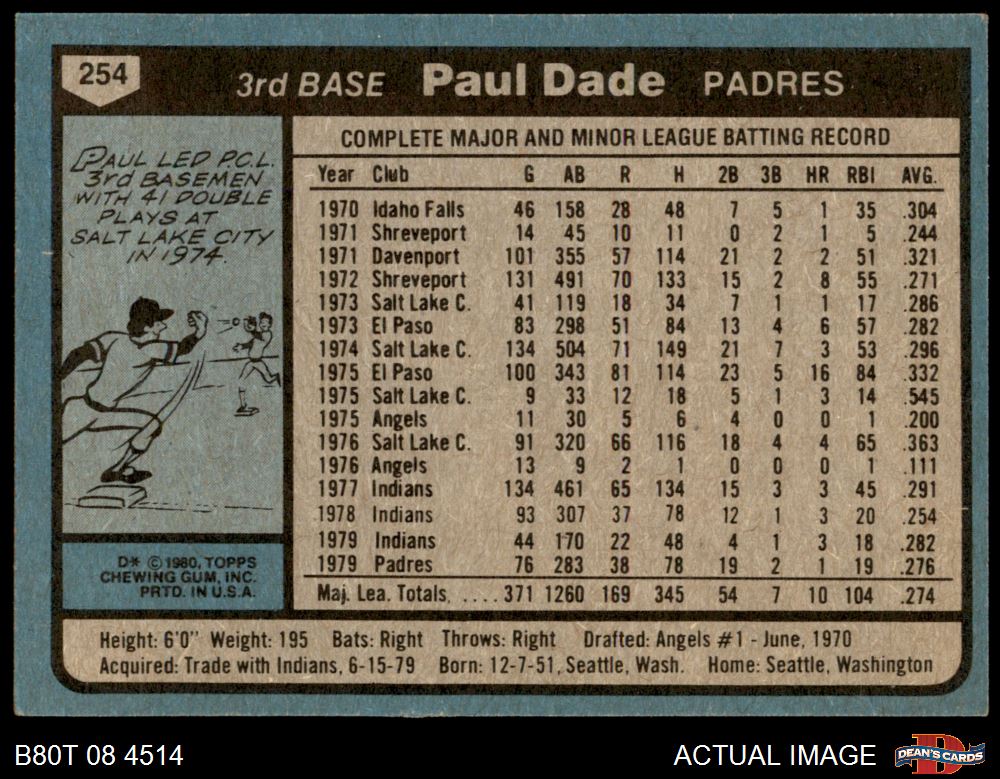 254
3rd BASE Paul Dade PADRES
PAUL LED P.C.L.
3rd BASEMEN
WITH 41 DOUBLE
PLAYS AT
SALT LAKE CITY
IN 1974.
D* © 1980, TOPPS
CHEWING GUM, INC.
PRTD. IN U.S.A.
COMPLETE MAJOR AND MINOR LEAGUE BATTING RECORD
Year Club G AB R H 2B 3B HR RBI AVG.
1970 Idaho Falls 46 158 28 48 7 5 1 35 .304
1971 Shreveport 14 45 10 11 0 2 1 5 .244
1971 Davenport 101 355 57 114 21 2 2 51 .321
1972 Shreveport 131 491 70 133 15 2 8 55 .271
1973 Salt Lake C. 41 119 18 34 7 1 1 17 .286
1973 El Paso 83 298 51 84 13 4 6 57 .282
1974 Salt Lake C. 134 504 71 149 21 7 3 53 .296
1975 El Paso 100 343 81 114 23 5 16 84 .332
1975 Salt Lake C. 9 33 12 18 5 1 3 14 .545
1975 Angels 11 30 5 6 4 0 0 1 .200
1976 Salt Lake C. 91 320 66 116 18 4 4 65 .363
1976 Angels 13 9 2 1 0 0 0 1 .111
1977 Indians 134 461 65 134 15 3 3 45 .291
1978 Indians 93 307 37 78 12 1 3 20 .254
1979 Indians 44 170 22 48 4 1 3 18 .282
1979 Padres 76 283 38 78 19 2 1 19 .276
Maj. Lea. Totals. .... 371 1260 169 345 54 7 10 104 .274
Height: 6'0" Weight: 195 Bats: Right Throws: Right Drafted: Angels #1 - June, 1970
Acquired: Trade with Indians, 6-15-79 Born: 12-7-51, Seattle, Wash. Home: Seattle, Washington
B80T 08 4514 ACTUAL IMAGE DEAN'S CARDS